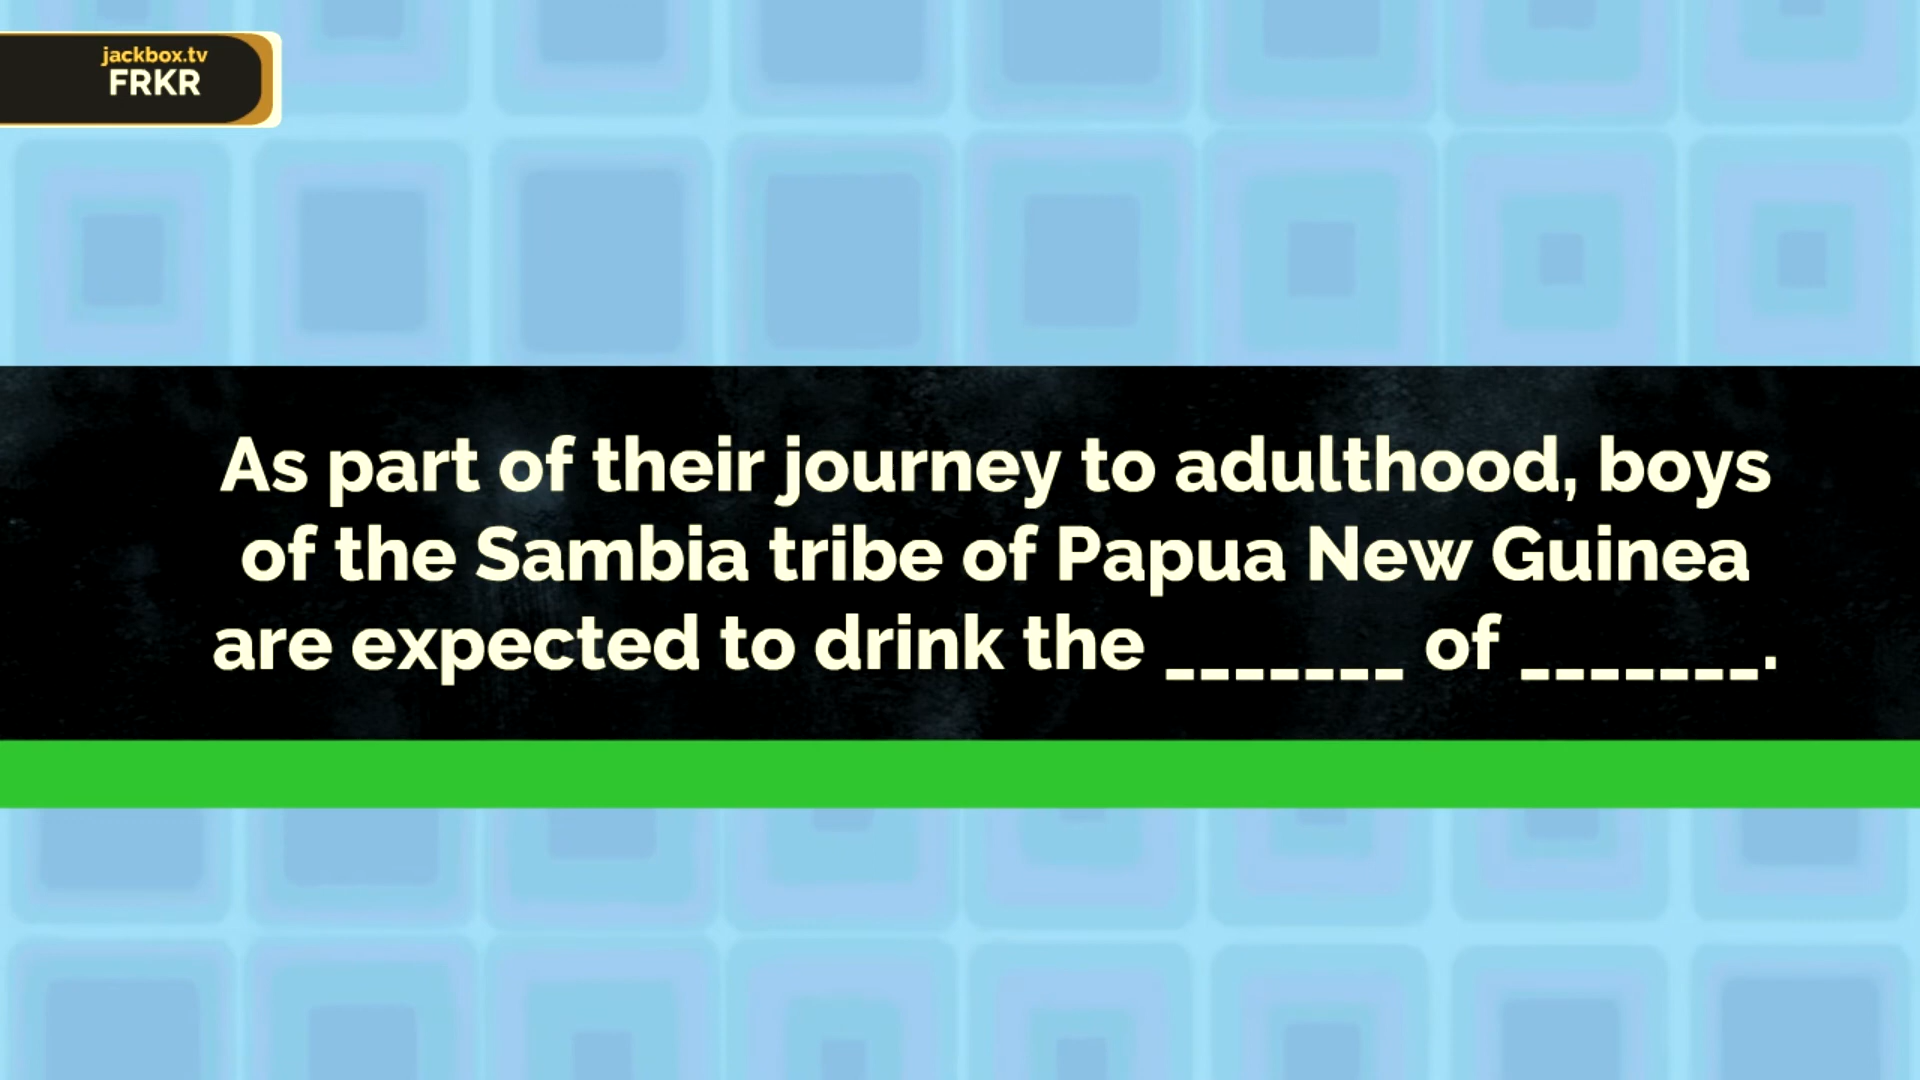 jackbox.tv
FRKR
As part of their journey to adulthood, boys
of the Sambia tribe of Papua New Guinea
are expected to drink the _______ of _______.